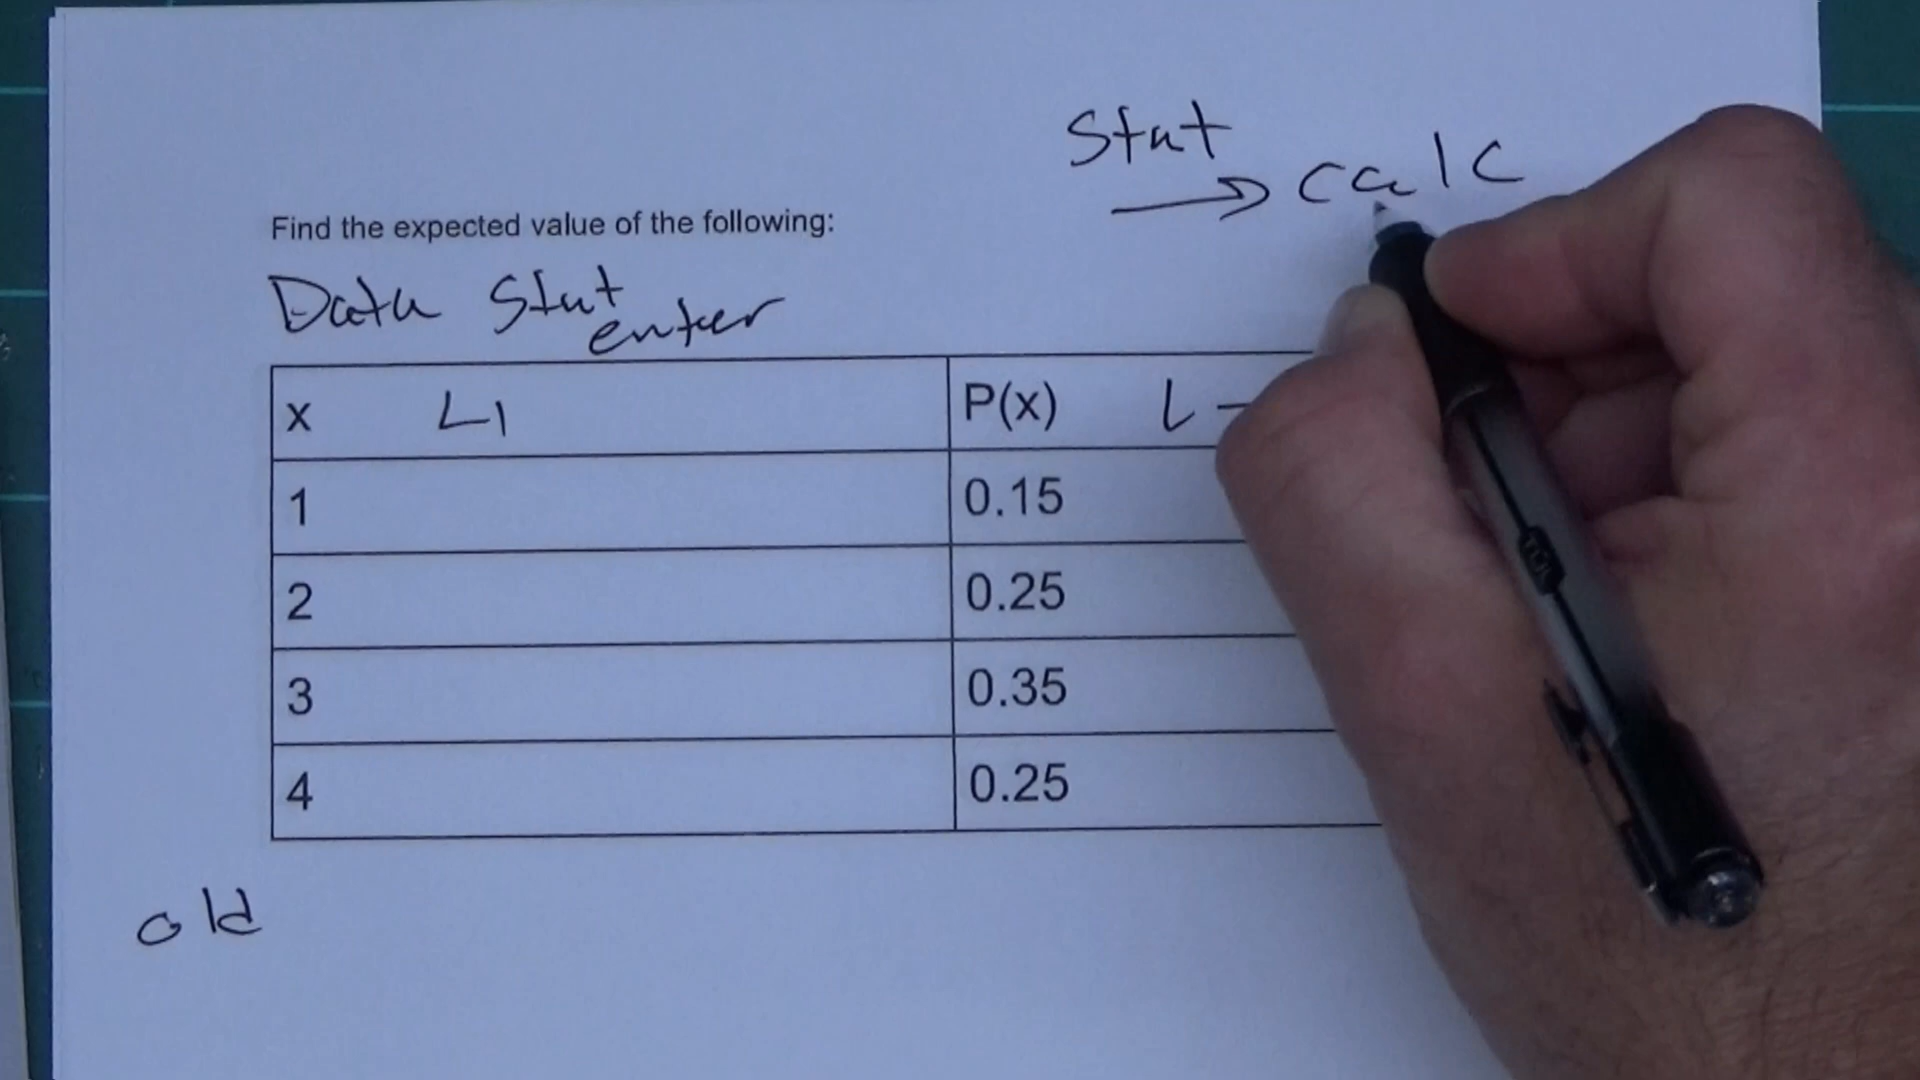 Stat
→ calc
Find the expected value of the following:
Data Stat
enter
x L1 P(x) L
1 0.15
2 0.25
3 0.35
4 0.25
old